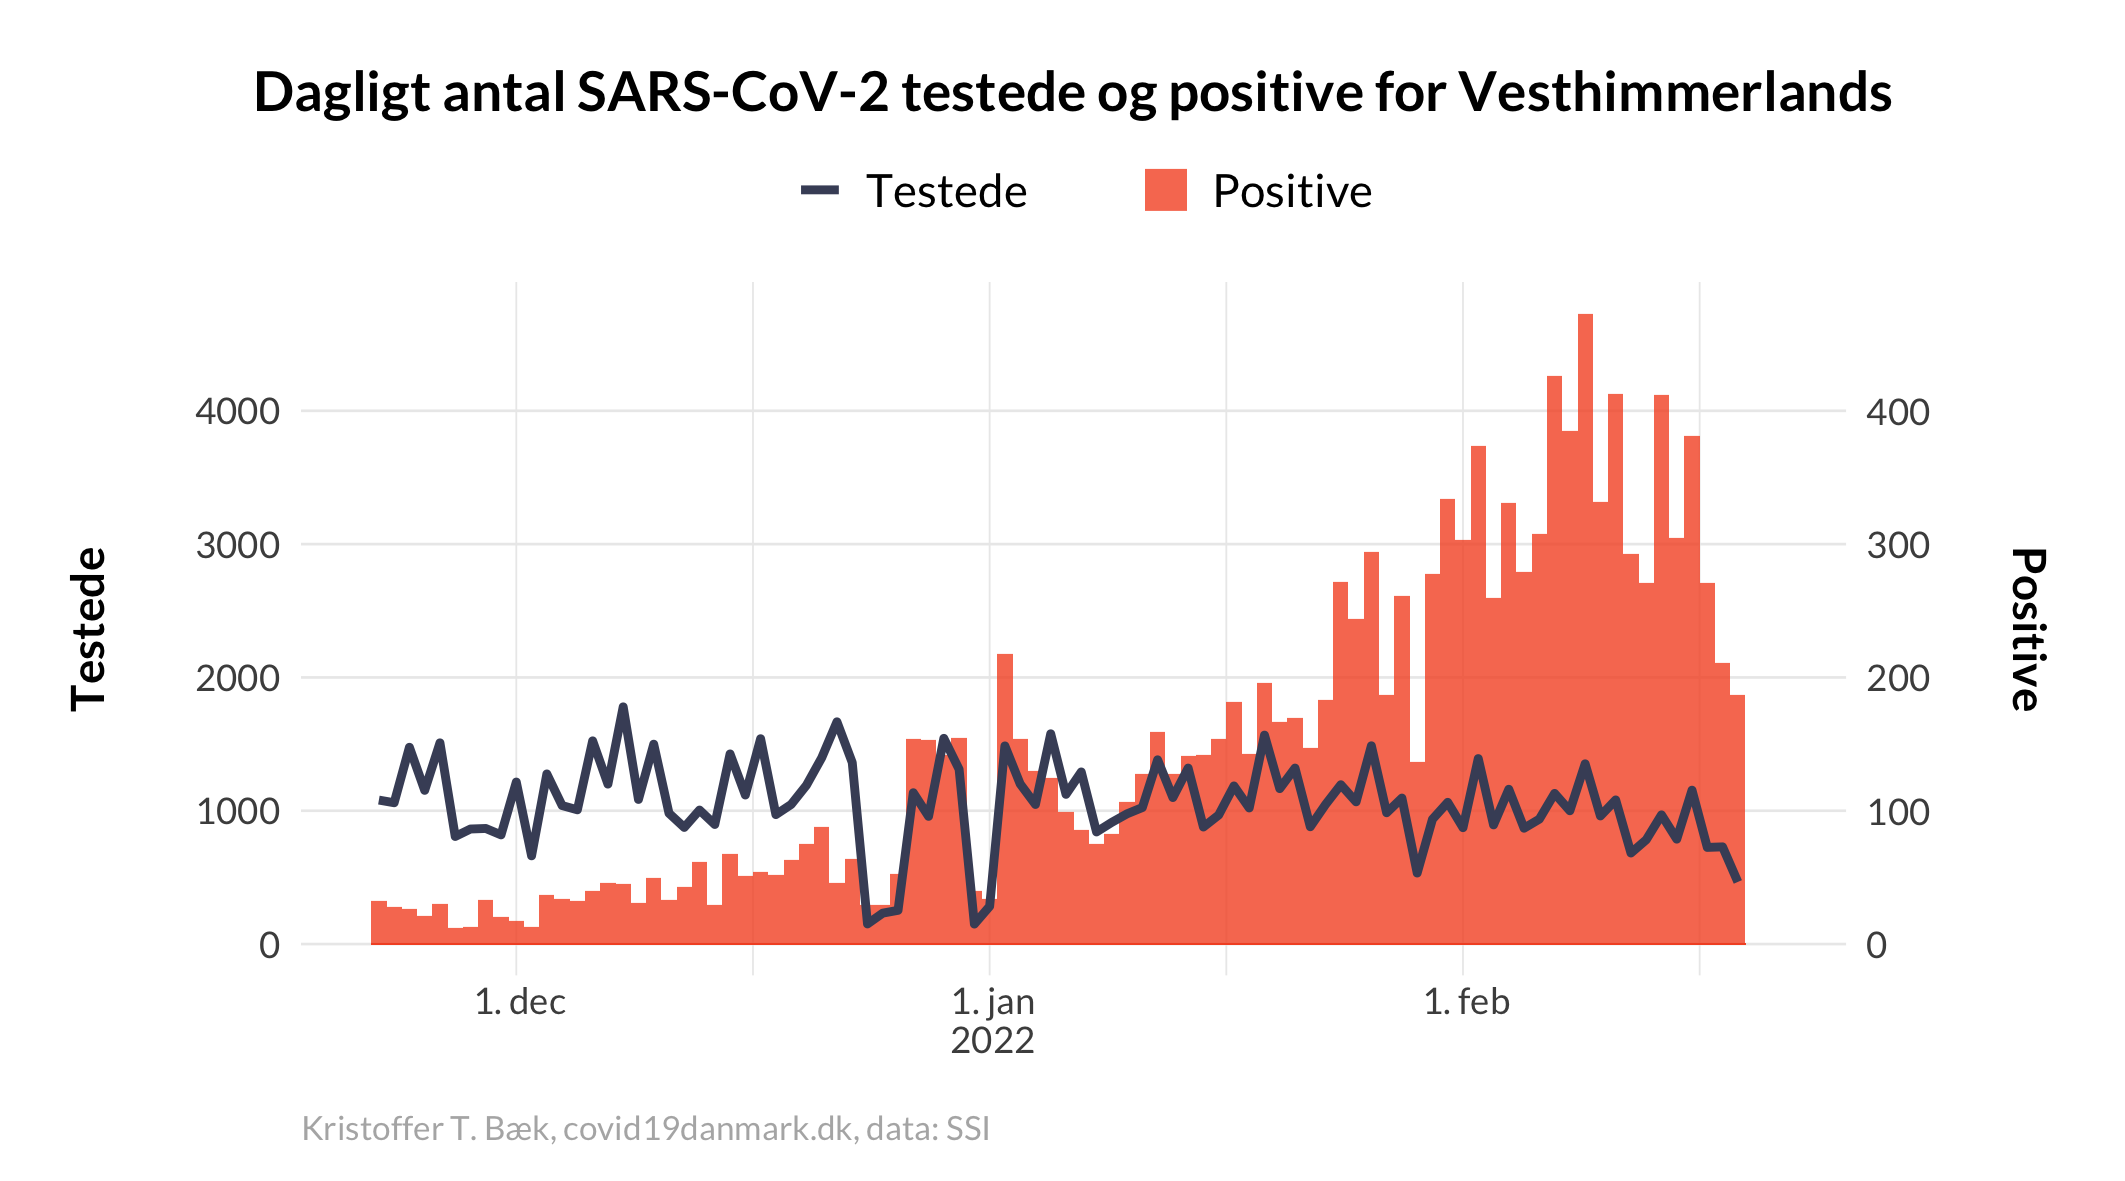 Dagligt antal SARS-CoV-2 testede og positive for Vesthimmerlands
Testede
Positive
4000
3000
2000
1000
0
Testede
400
300
200
100
0
Positive
1. dec
1. jan
2022
1. feb
Kristoffer T. Bæk, covid19danmark.dk, data: SSI